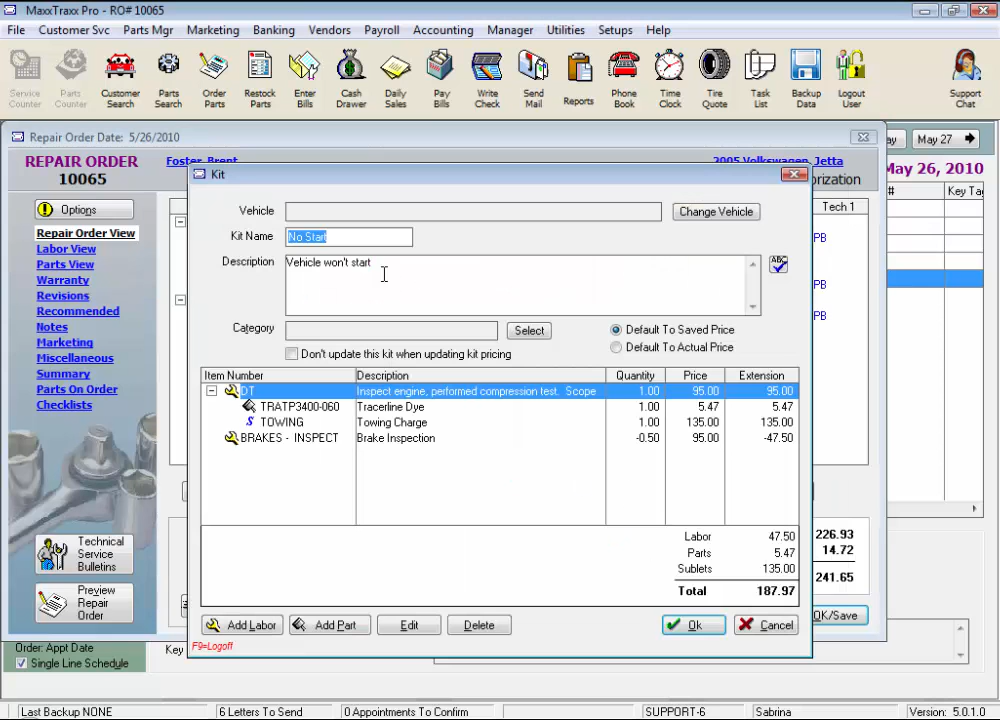 MaxxTraxx Pro - RO# 10065
File Customer Svc Parts Mgr Marketing Banking Vendors Payroll Accounting Manager Utilities Setups Help
Service Counter
Parts Counter
Customer Search
Parts Search
Order Parts
Restock Parts
Enter Bills
Cash Drawer
Daily Sales
Pay Bills
Write Check
Send Mail
Reports
Phone Book
Time Clock
Tire Quote
Task List
Backup Data
Logout User
Support Chat
Repair Order Date: 5/26/2010
ay May 27
REPAIR ORDER
10065
Foster, Brent
2005 Volkswagen, Jetta
orization
May 26, 2010
# Key Tag
Tech 1
PB
PB
PB
Options
Repair Order View
Labor View
Parts View
Warranty
Revisions
Recommended
Notes
Marketing
Miscellaneous
Summary
Parts On Order
Checklists
Technical Service Bulletins
Preview Repair Order
Kit
Vehicle Change Vehicle
Kit Name No Start
Description Vehicle won't start
ABC
Category Select
Default To Saved Price
Default To Actual Price
Don't update this kit when updating kit pricing
Item Number Description Quantity Price Extension
DT Inspect engine, performed compression test. Scope 1.00 95.00 95.00
TRATP3400-060 Tracerline Dye 1.00 5.47 5.47
S TOWING Towing Charge 1.00 135.00 135.00
BRAKES - INSPECT Brake Inspection -0.50 95.00 -47.50
Labor 47.50
Parts 5.47
Sublets 135.00
Total 187.97
226.93
14.72
241.65
Add Labor Add Part Edit Delete Ok Cancel
OK/Save
F9=Logoff
Order: Appt Date
Single Line Schedule
Key
Last Backup NONE 6 Letters To Send 0 Appointments To Confirm SUPPORT-6 Sabrina Version: 5.0.1.0